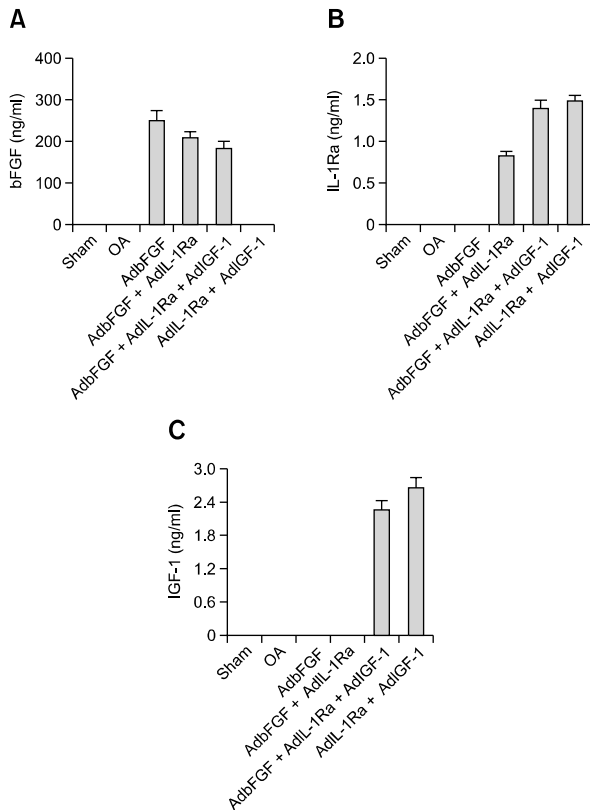 A
bFGF (ng/ml)
400
300
200
100
0
Sham
OA
AdbFGF
AdbFGF + AdIL-1Ra
AdbFGF + AdIL-1Ra + AdIGF-1
AdIL-1Ra + AdIGF-1
B
IL-1Ra (ng/ml)
2.0
1.5
1.0
0.5
0
Sham
OA
AdbFGF
AdbFGF + AdIL-1Ra
AdbFGF + AdIL-1Ra + AdIGF-1
AdIL-1Ra + AdIGF-1
C
IGF-1 (ng/ml)
3.0
2.4
1.8
1.2
0.6
0
Sham
OA
AdbFGF
AdbFGF + AdIL-1Ra
AdbFGF + AdIL-1Ra + AdIGF-1
AdIL-1Ra + AdIGF-1